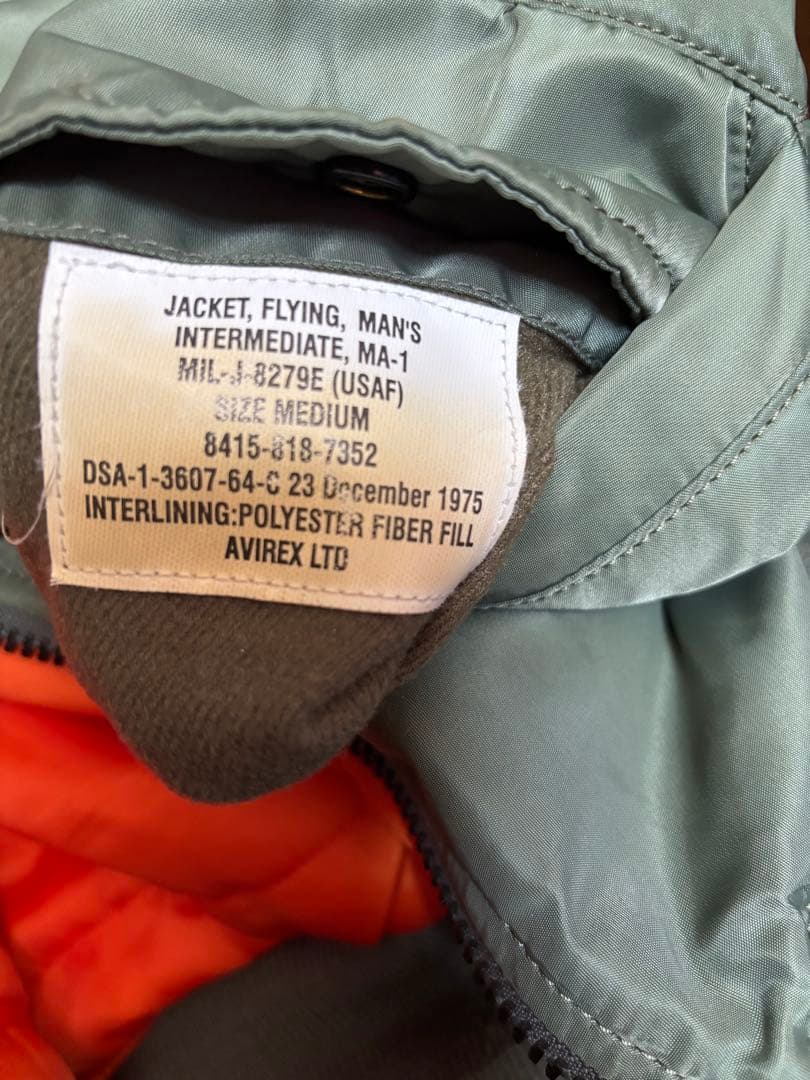 JACKET, FLYING, MAN'S
INTERMEDIATE, MA-1
MIL-J-8279E (USAF)
SIZE MEDIUM
8415-818-7352
DSA-1-3607-64-C 23 December 1975
INTERLINING:POLYESTER FIBER FILL
AVIREX LTD